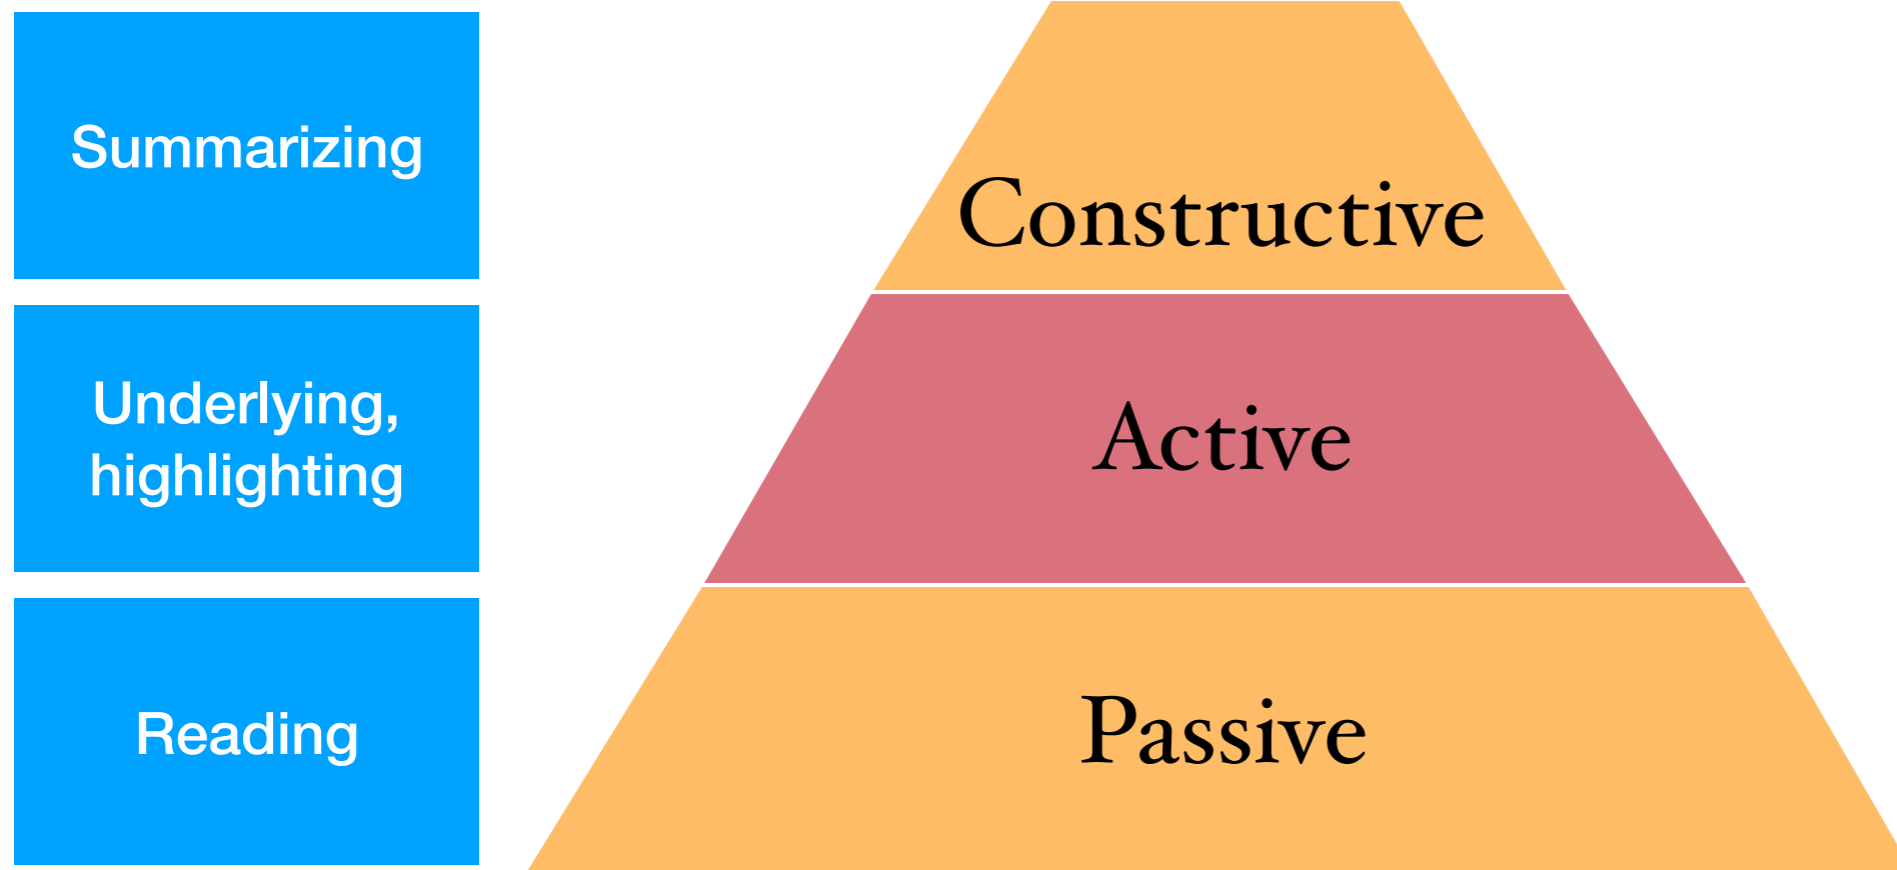 Summarizing
Constructive
Underlying,
highlighting
Active
Reading
Passive